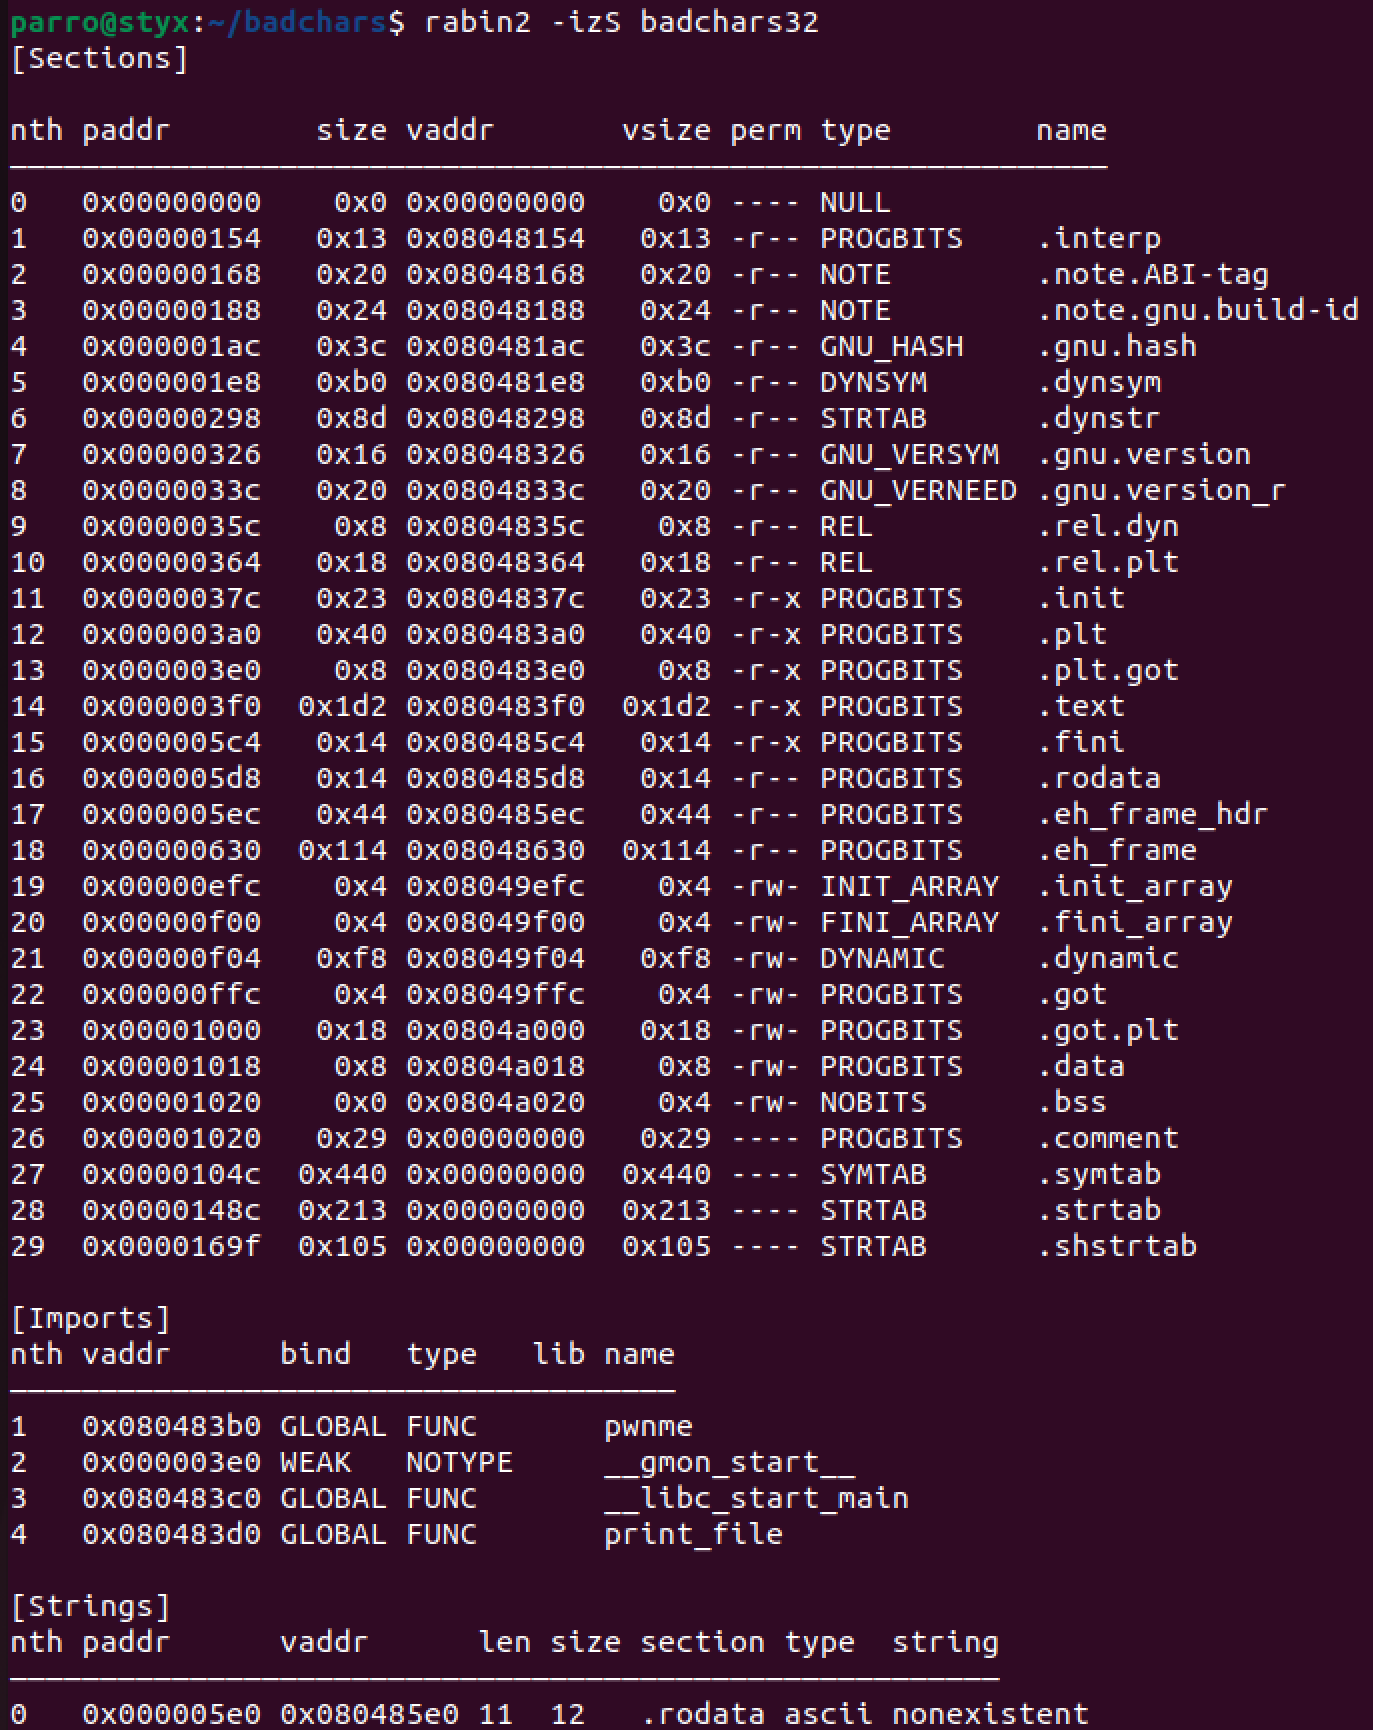 parro@styx:~/badchars$ rabin2 -izS badchars32
[Sections]
nth paddr        size vaddr       vsize perm type        name
0   0x00000000    0x0 0x00000000    0x0 ---- NULL
1   0x00000154   0x13 0x08048154   0x13 -r-- PROGBITS    .interp
2   0x00000168   0x20 0x08048168   0x20 -r-- NOTE        .note.ABI-tag
3   0x00000188   0x24 0x08048188   0x24 -r-- NOTE        .note.gnu.build-id
4   0x000001ac   0x3c 0x080481ac   0x3c -r-- GNU_HASH    .gnu.hash
5   0x000001e8   0xb0 0x080481e8   0xb0 -r-- DYNSYM      .dynsym
6   0x00000298   0x8d 0x08048298   0x8d -r-- STRTAB      .dynstr
7   0x00000326   0x16 0x08048326   0x16 -r-- GNU_VERSYM  .gnu.version
8   0x0000033c   0x20 0x0804833c   0x20 -r-- GNU_VERNEED .gnu.version_r
9   0x0000035c    0x8 0x0804835c    0x8 -r-- REL         .rel.dyn
10  0x00000364   0x18 0x08048364   0x18 -r-- REL         .rel.plt
11  0x0000037c   0x23 0x0804837c   0x23 -r-x PROGBITS    .init
12  0x000003a0   0x40 0x080483a0   0x40 -r-x PROGBITS    .plt
13  0x000003e0    0x8 0x080483e0    0x8 -r-x PROGBITS    .plt.got
14  0x000003f0  0x1d2 0x080483f0  0x1d2 -r-x PROGBITS    .text
15  0x000005c4   0x14 0x080485c4   0x14 -r-x PROGBITS    .fini
16  0x000005d8   0x14 0x080485d8   0x14 -r-- PROGBITS    .rodata
17  0x000005ec   0x44 0x080485ec   0x44 -r-- PROGBITS    .eh_frame_hdr
18  0x00000630  0x114 0x08048630  0x114 -r-- PROGBITS    .eh_frame
19  0x00000efc    0x4 0x08049efc    0x4 -rw- INIT_ARRAY  .init_array
20  0x00000f00    0x4 0x08049f00    0x4 -rw- FINI_ARRAY  .fini_array
21  0x00000f04   0xf8 0x08049f04   0xf8 -rw- DYNAMIC     .dynamic
22  0x00000ffc    0x4 0x08049ffc    0x4 -rw- PROGBITS    .got
23  0x00001000   0x18 0x0804a000   0x18 -rw- PROGBITS    .got.plt
24  0x00001018    0x8 0x0804a018    0x8 -rw- PROGBITS    .data
25  0x00001020    0x0 0x0804a020    0x4 -rw- NOBITS      .bss
26  0x00001020   0x29 0x00000000   0x29 ---- PROGBITS    .comment
27  0x0000104c  0x440 0x00000000  0x440 ---- SYMTAB      .symtab
28  0x0000148c  0x213 0x00000000  0x213 ---- STRTAB      .strtab
29  0x0000169f  0x105 0x00000000  0x105 ---- STRTAB      .shstrtab
[Imports]
nth vaddr      bind   type   lib name
1   0x080483b0 GLOBAL FUNC       pwnme
2   0x000003e0 WEAK   NOTYPE     __gmon_start__
3   0x080483c0 GLOBAL FUNC       __libc_start_main
4   0x080483d0 GLOBAL FUNC       print_file
[Strings]
nth paddr      vaddr      len size section type  string
0   0x000005e0 0x080485e0 11  12   .rodata ascii nonexistent